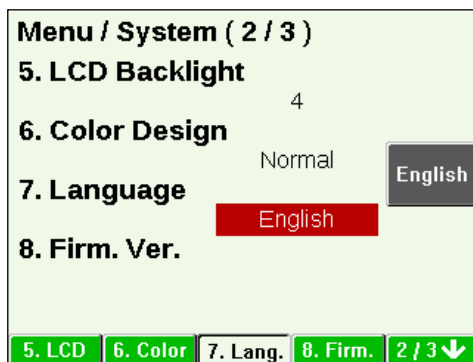 Menu / System ( 2 / 3 )
5. LCD Backlight
4
6. Color Design
Normal
English
7. Language
English
8. Firm. Ver.
5. LCD 6. Color 7. Lang. 8. Firm. 2 / 3